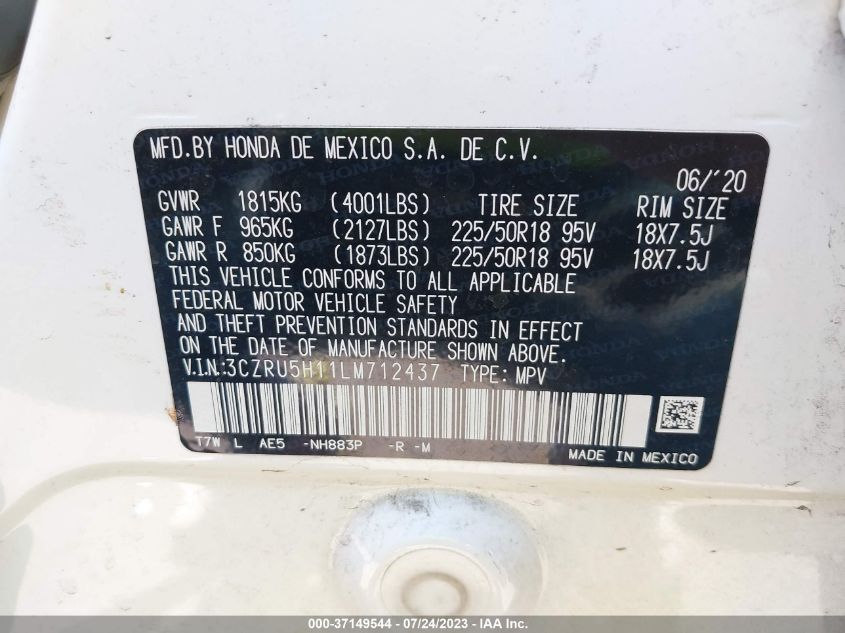 MFD.BY HONDA DE MEXICO S.A. DE C.V.
06/'20
GVWR 1815KG (4001LBS) TIRE SIZE RIM SIZE
GAWR F 965KG (2127LBS) 225/50R18 95V 18X7.5J
GAWR R 850KG (1873LBS) 225/50R18 95V 18X7.5J
THIS VEHICLE CONFORMS TO ALL APPLICABLE
FEDERAL MOTOR VEHICLE SAFETY
AND THEFT PREVENTION STANDARDS IN EFFECT
ON THE DATE OF MANUFACTURE SHOWN ABOVE.
V.I.N.:3CZRU5H11LM712437 TYPE: MPV
T7W L AE5 -NH883P -R -M
MADE IN MEXICO
000-37149544 / 07/24/2023 - IAA Inc.